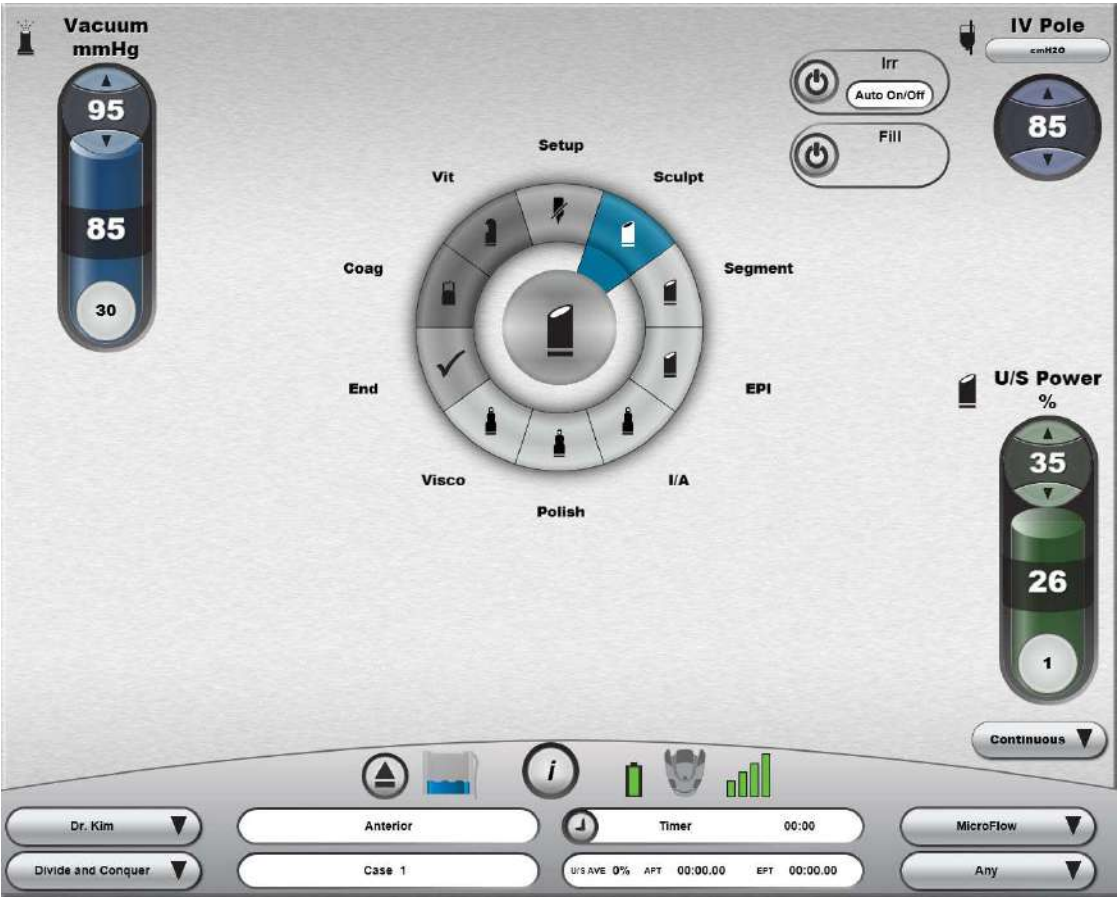 Vacuum
mmHg
95
85
30
IV Pole
cmH2O
85
Irr
Auto On/Off
Fill
Setup
Sculpt
Segment
EPI
I/A
Polish
Visco
End
Coag
Vit
U/S Power
%
35
26
1
Continuous
i
Dr. Kim
Anterior
Timer 00:00
MicroFlow
Divide and Conquer
Case 1
U/S AVE 0% APT 00:00.00 EPT 00:00.00
Any